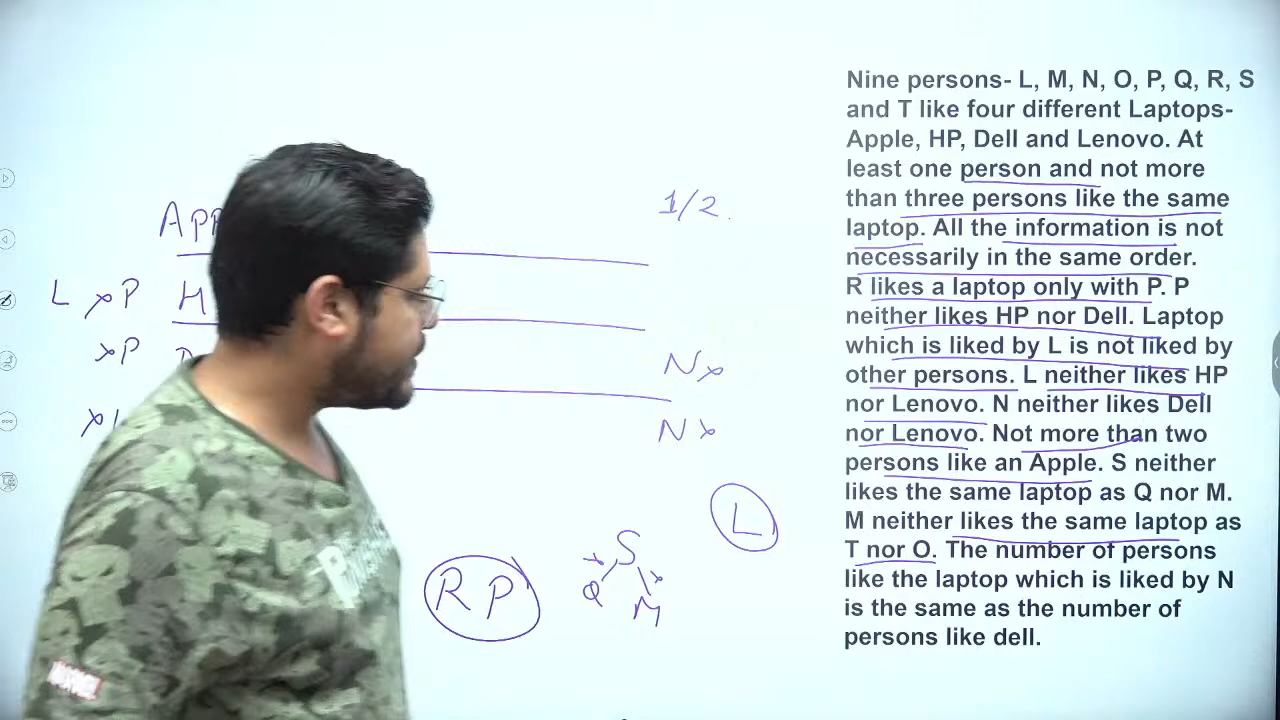 Nine persons- L, M, N, O, P, Q, R, S
and T like four different Laptops-
Apple, HP, Dell and Lenovo. At
least one person and not more
than three persons like the same
laptop. All the information is not
necessarily in the same order.
R likes a laptop only with P. P
neither likes HP nor Dell. Laptop
which is liked by L is not liked by
other persons. L neither likes HP
nor Lenovo. N neither likes Dell
nor Lenovo. Not more than two
persons like an Apple. S neither
likes the same laptop as Q nor M.
M neither likes the same laptop as
T nor O. The number of persons
like the laptop which is liked by N
is the same as the number of
persons like dell.
APP
1/2.
L xP H
xP
Nx
Nx
L
R P
S
x x
Q M